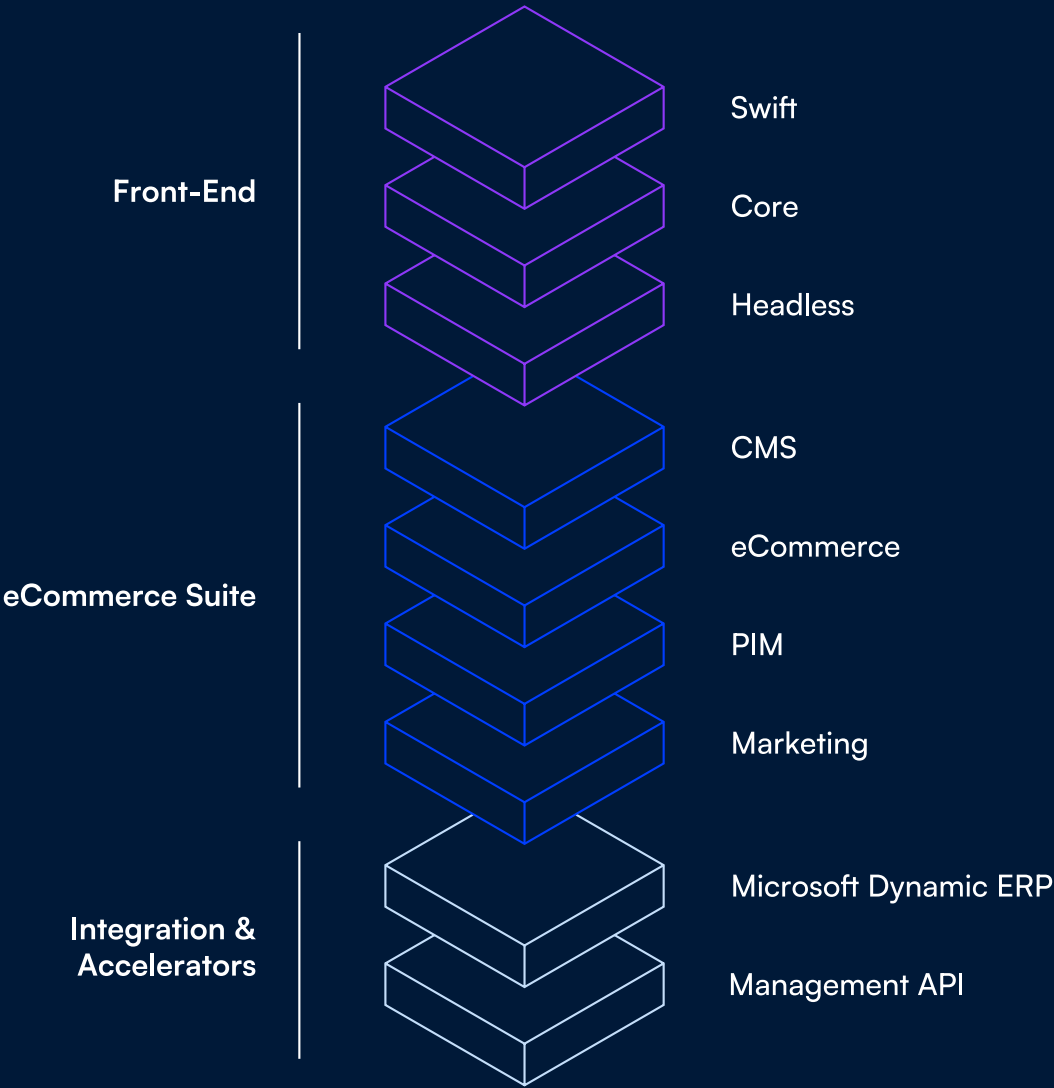 Front-End
Swift
Core
Headless
eCommerce Suite
CMS
eCommerce
PIM
Marketing
Integration &
Accelerators
Microsoft Dynamic ERP
Management API